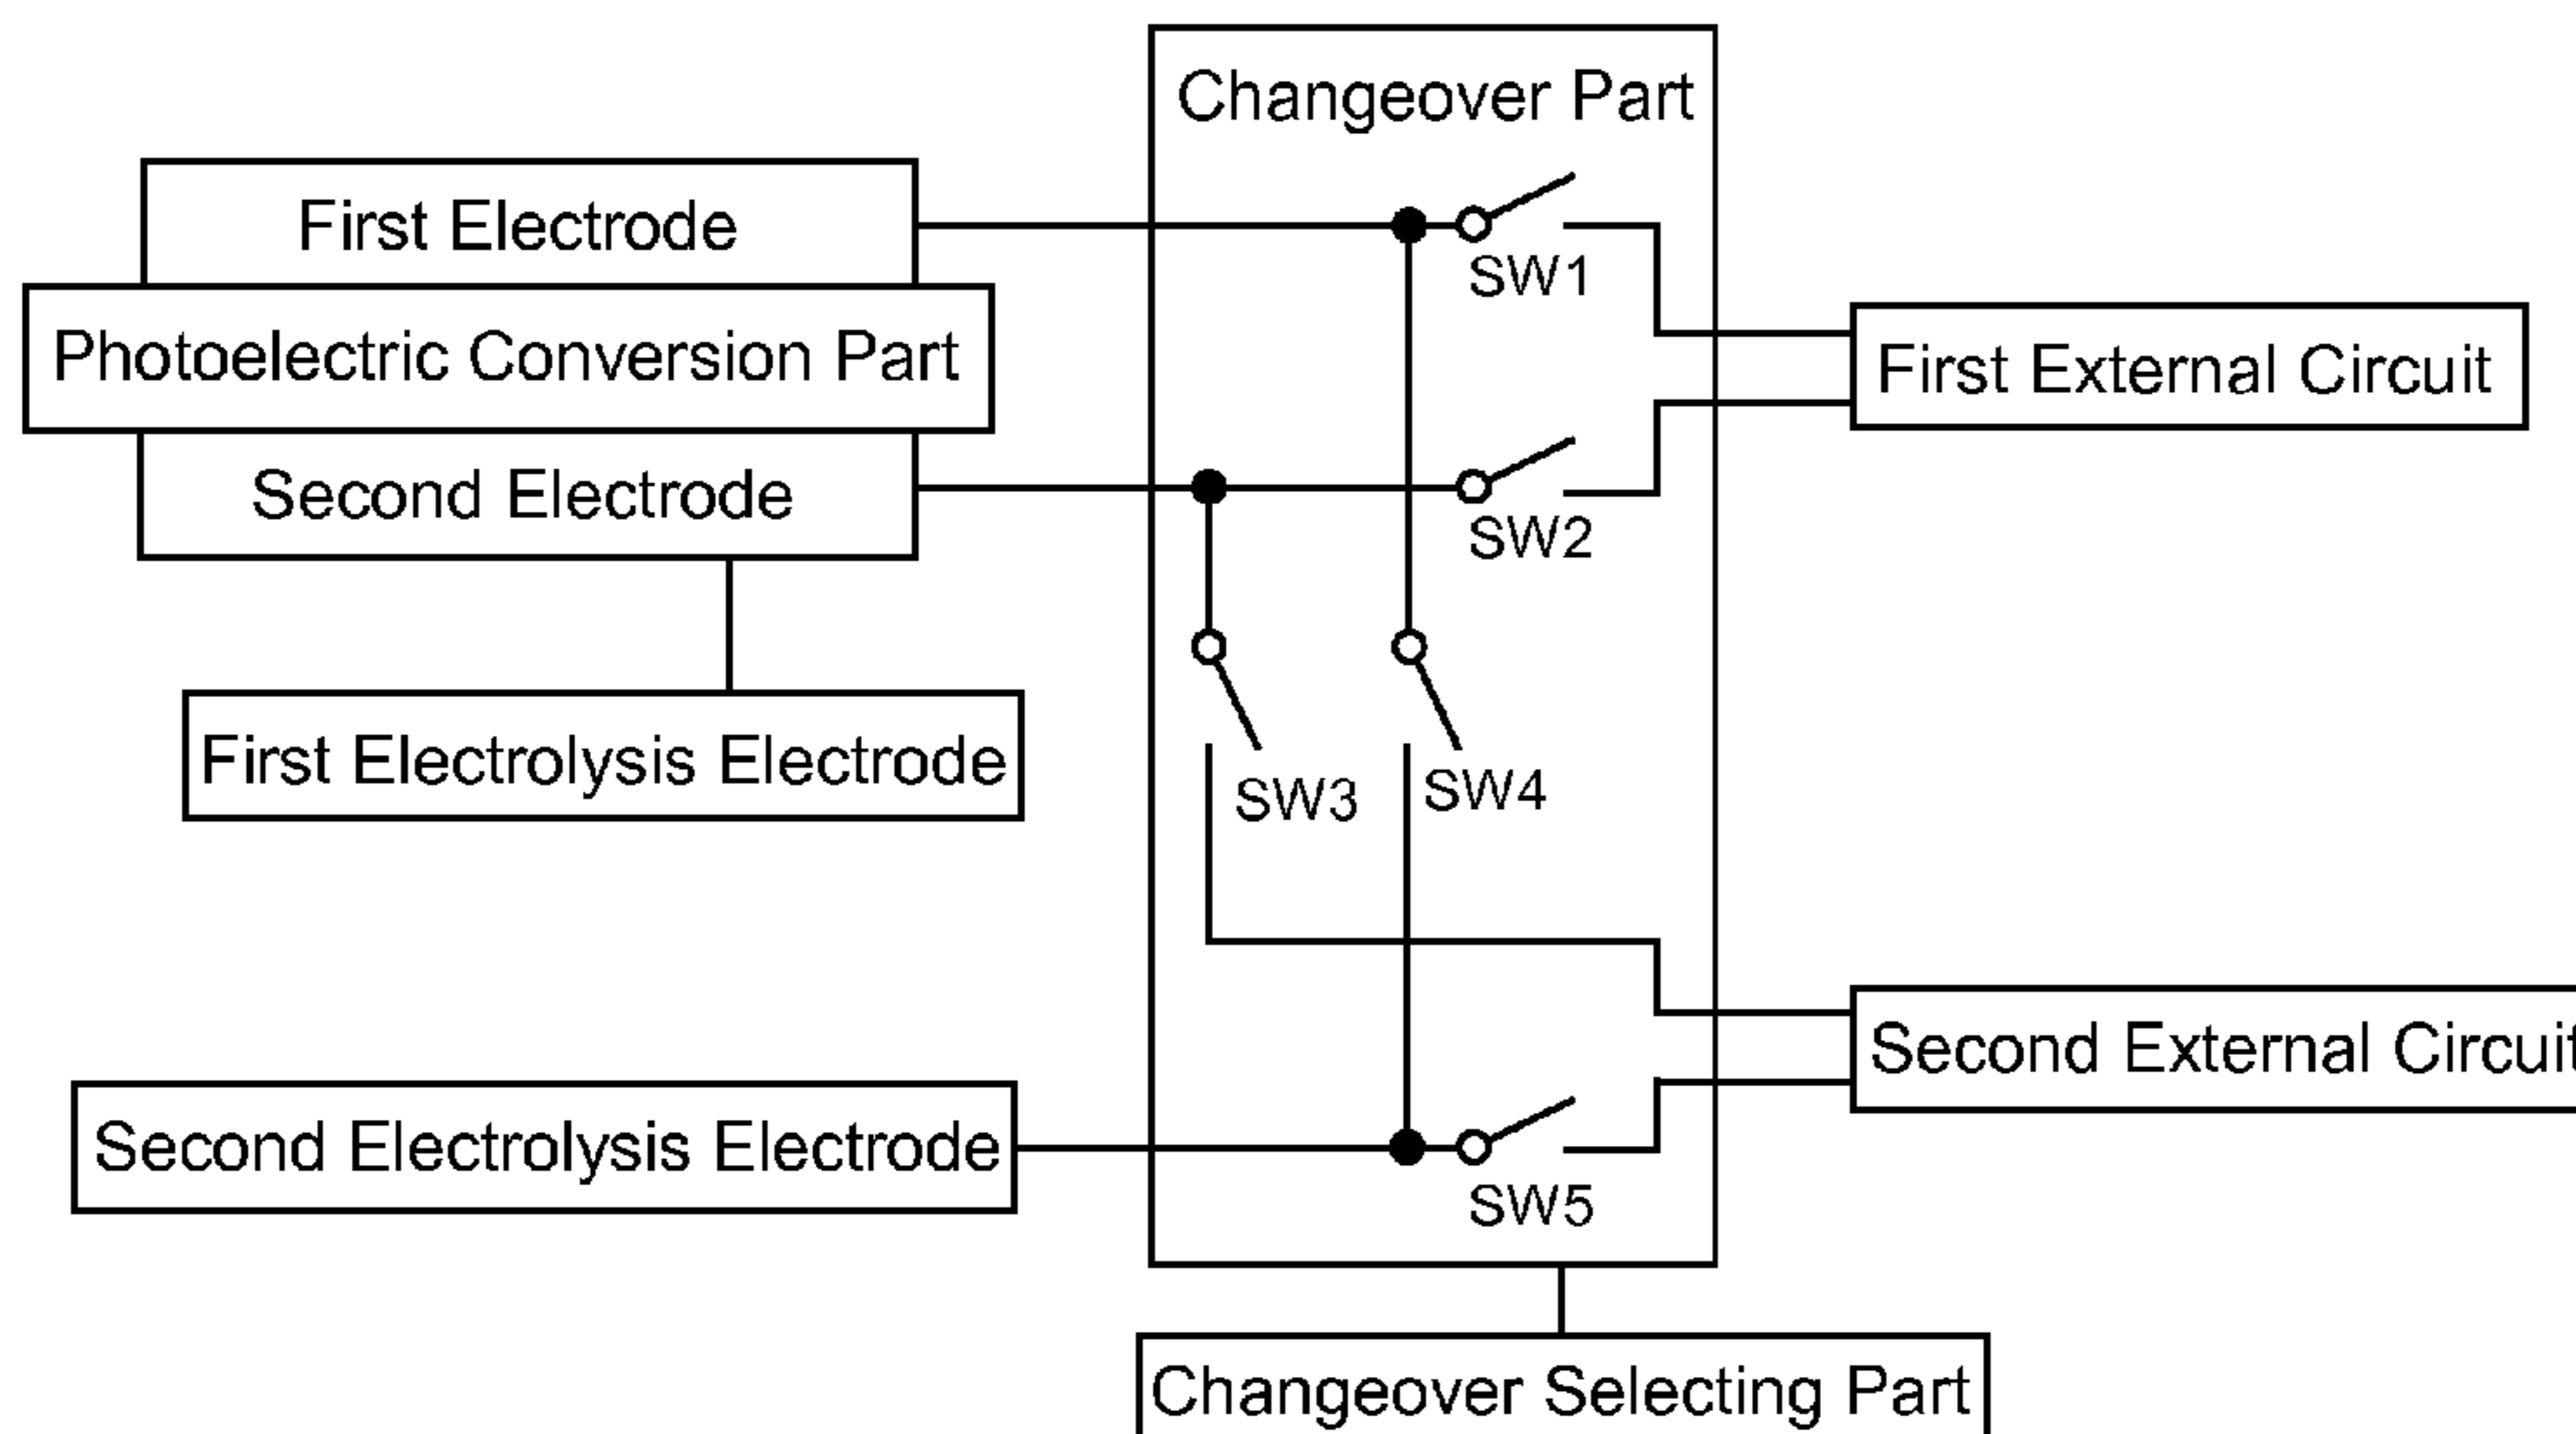 Changeover Part
First Electrode
SW1
Photoelectric Conversion Part
First External Circuit
Second Electrode
SW2
First Electrolysis Electrode
SW3
SW4
Second External Circuit
Second Electrolysis Electrode
SW5
Changeover Selecting Part